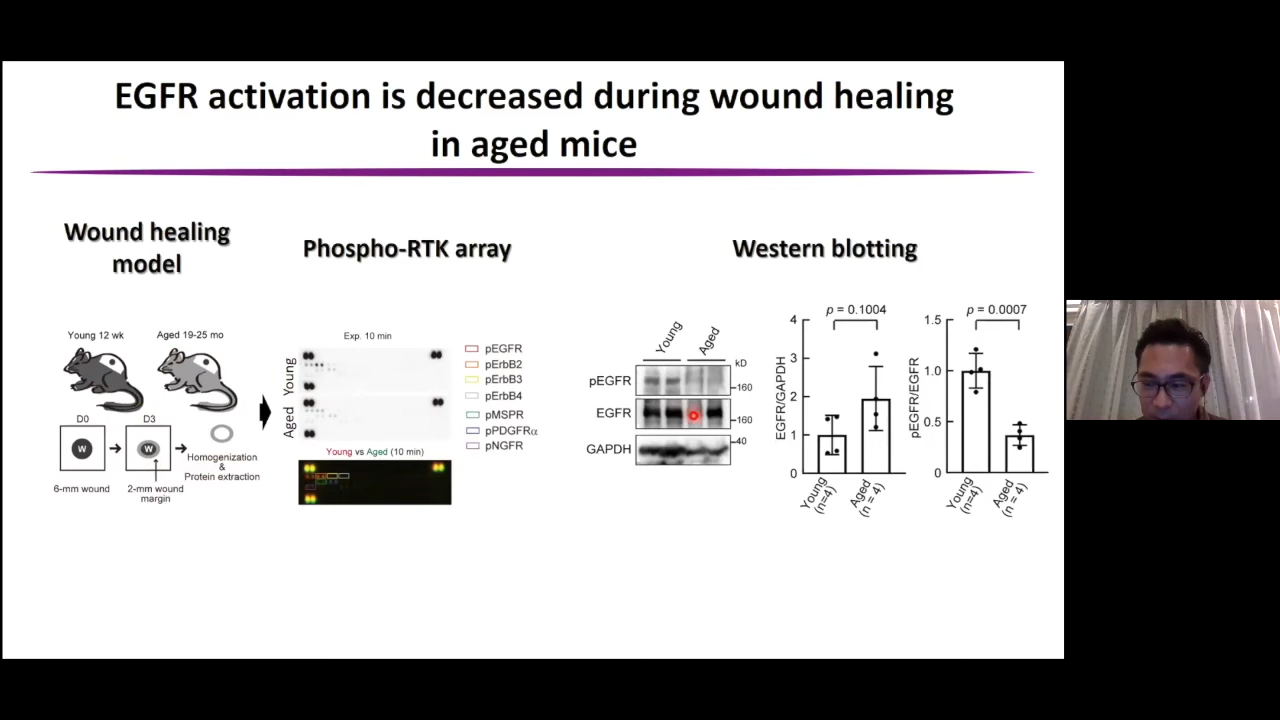 EGFR activation is decreased during wound healing
in aged mice
Wound healing
model
Young 12 wk
Aged 19-25 mo
D0
D3
W
W
6-mm wound
2-mm wound
margin
Homogenization
&
Protein extraction
Phospho-RTK array
Exp. 10 min
Young
Aged
Young vs Aged (10 min)
pEGFR
pErbB2
pErbB3
pErbB4
pMSPR
pPDGFRα
pNGFR
Western blotting
Young
Aged
kD
pEGFR
160
EGFR
160
GAPDH
40
p = 0.1004
EGFR/GAPDH
4
3
2
1
0
Young
(n=4)
Aged
(n = 4)
p = 0.0007
pEGFR/EGFR
1.5
1.0
0.5
0
Young
(n=4)
Aged
(n = 4)